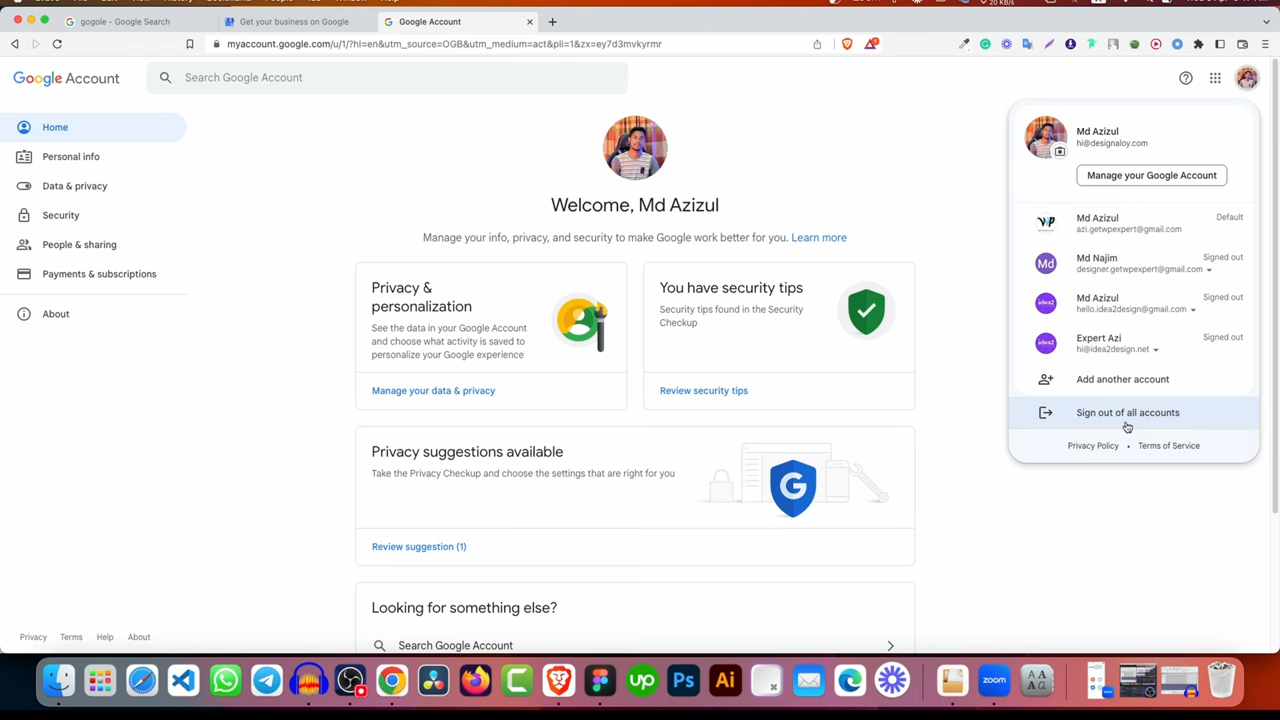 gogole - Google Search
Get your business on Google
Google Account
myaccount.google.com/u/1/?hl=en&utm_source=OGB&utm_medium=act&pli=1&zx=ey7d3mvkyrmr
Google Account
Search Google Account
Home
Personal info
Data & privacy
Security
People & sharing
Payments & subscriptions
About
Welcome, Md Azizul
Manage your info, privacy, and security to make Google work better for you. Learn more
Privacy &
personalization
See the data in your Google Account
and choose what activity is saved to
personalize your Google experience
Manage your data & privacy
You have security tips
Security tips found in the Security
Checkup
Review security tips
Privacy suggestions available
Take the Privacy Checkup and choose the settings that are right for you
G
Review suggestion (1)
Looking for something else?
Search Google Account
Md Azizul
hi@designaloy.com
Manage your Google Account
Md Azizul
Default
azi.getwpexpert@gmail.com
Md
Md Najim
Signed out
designer.getwpexpert@gmail.com
idea2
Md Azizul
Signed out
hello.idea2design@gmail.com
idea2
Expert Azi
Signed out
hi@idea2design.net
Add another account
Sign out of all accounts
Privacy Policy • Terms of Service
Privacy Terms Help About
up
Ps
Ai
zoom